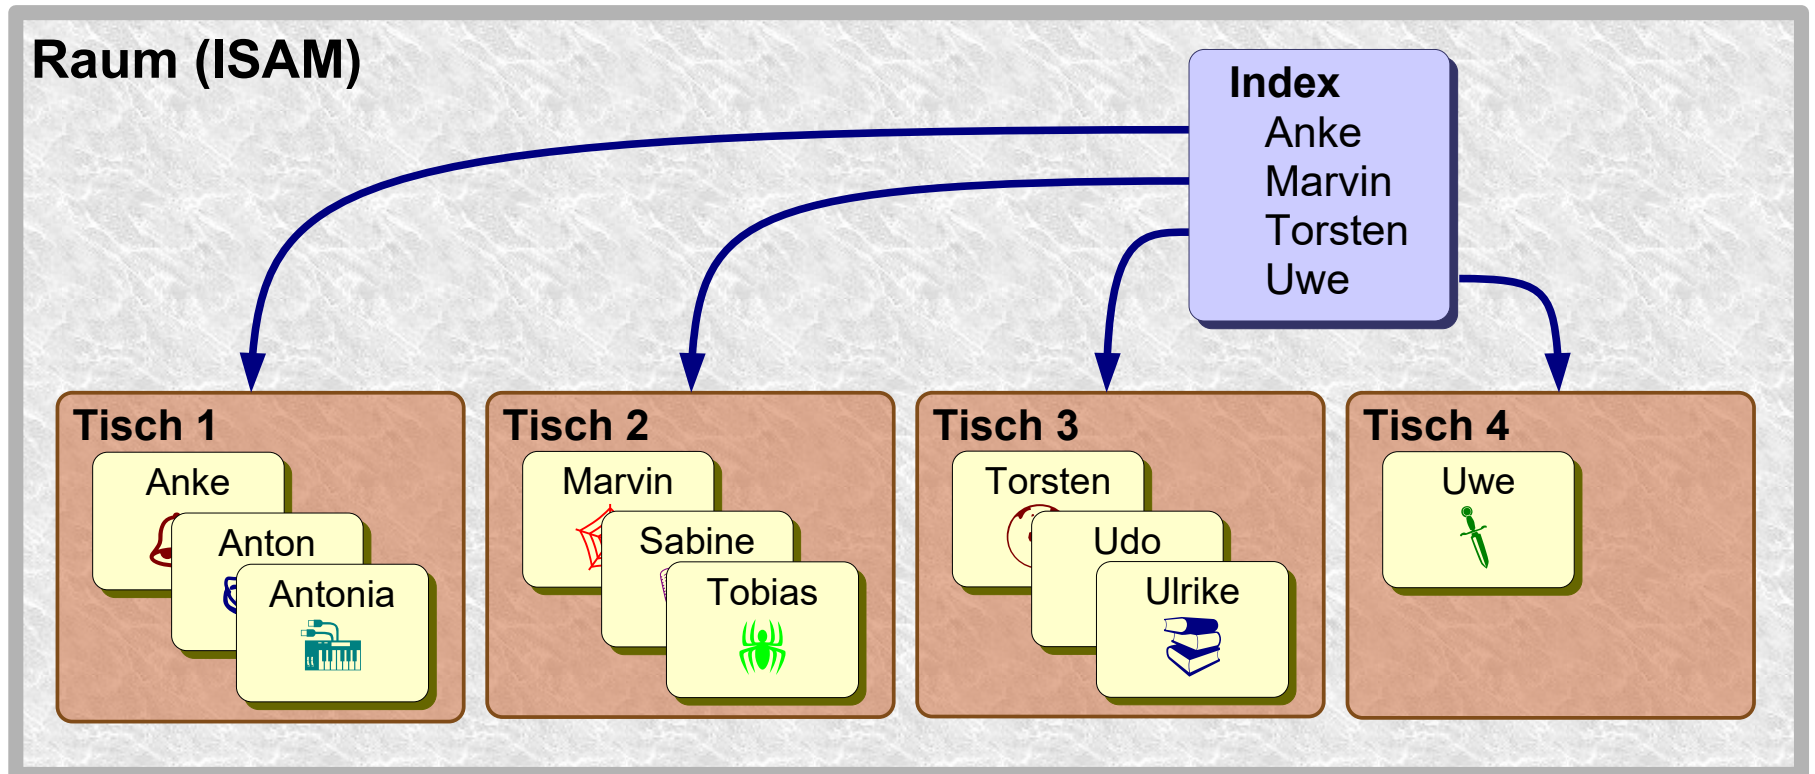 Raum (ISAM)
Index
Anke
Marvin
Torsten
Uwe
Tisch 1
Anke
Anton
Antonia
Tisch 2
Marvin
Sabine
Tobias
Tisch 3
Torsten
Udo
Ulrike
Tisch 4
Uwe